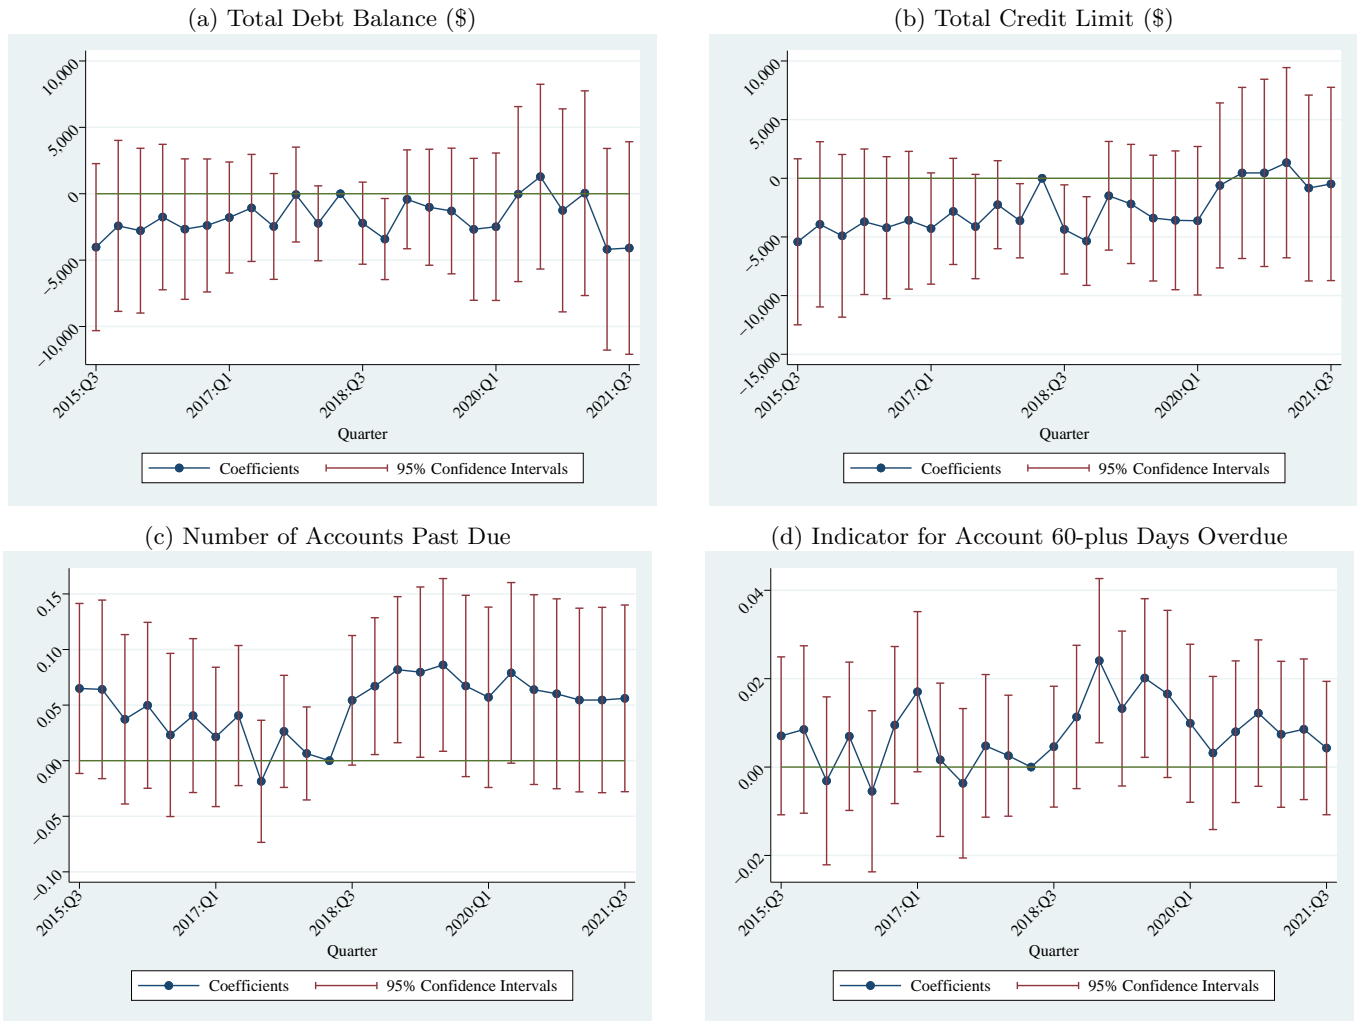 (a) Total Debt Balance ($)
10,000
5,000
0
−5,000
−10,000
2015:Q3
2017:Q1
2018:Q3
2020:Q1
2021:Q3
Quarter
Coefficients
95% Confidence Intervals
(b) Total Credit Limit ($)
10,000
5,000
0
−5,000
−10,000
−15,000
2015:Q3
2017:Q1
2018:Q3
2020:Q1
2021:Q3
Quarter
Coefficients
95% Confidence Intervals
(c) Number of Accounts Past Due
0.15
0.10
0.05
0.00
−0.05
−0.10
2015:Q3
2017:Q1
2018:Q3
2020:Q1
2021:Q3
Quarter
Coefficients
95% Confidence Intervals
(d) Indicator for Account 60-plus Days Overdue
0.04
0.02
0.00
−0.02
2015:Q3
2017:Q1
2018:Q3
2020:Q1
2021:Q3
Quarter
Coefficients
95% Confidence Intervals